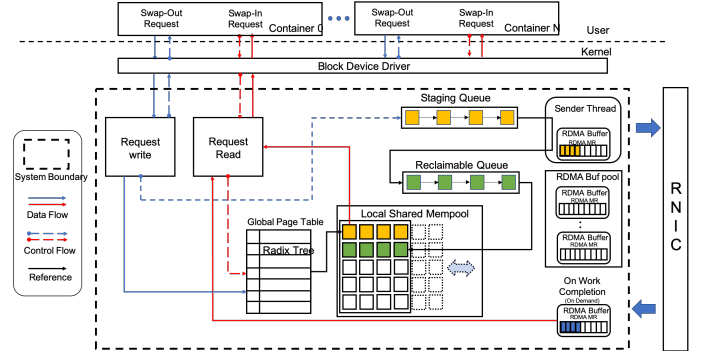 Swap-Out
Request
Swap-In
Request
Container 0
Swap-Out
Request
Swap-In
Request
Container N
User
Kernel
Block Device Driver
Staging Queue
Sender Thread
RDMA Buffer
RDMA MR
Request
write
Request
Read
Reclaimable Queue
RDMA Buf pool
RDMA Buffer
RDMA MR
RDMA Buffer
RDMA MR
RNIC
System Boundary
Data Flow
Control Flow
Reference
Global Page Table
Radix Tree
Local Shared Mempool
On Work
Completion
(On Demand)
RDMA Buffer
RDMA MR